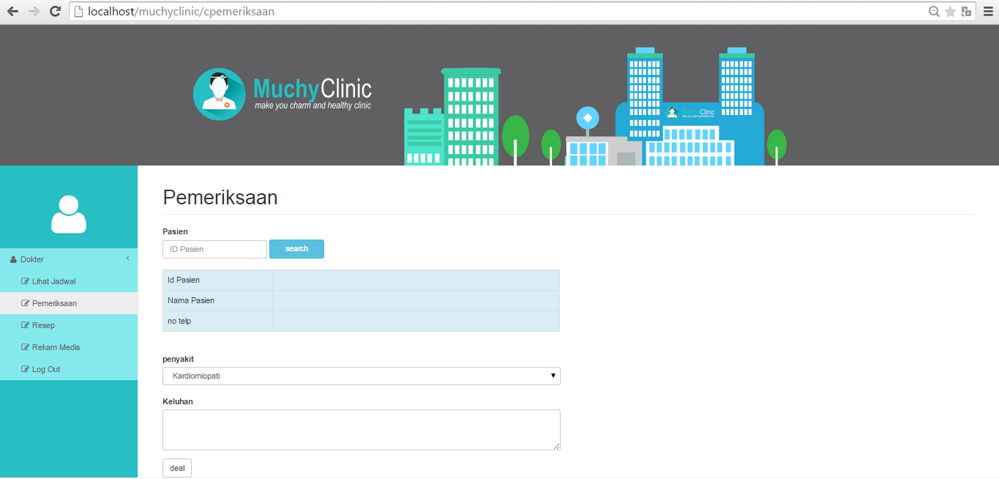 localhost/muchyclinic/cpemeriksaan
MuchyClinic
make you charm and healthy clinic
MuchyClinic
make you charm and healthy clinic
Pemeriksaan
Pasien
ID Pasien
search
Dokter
Lihat Jadwal
Pemeriksaan
Resep
Rekam Medis
Log Out
Id Pasien
Nama Pasien
no telp
penyakit
Kardiomiopati
Keluhan
deal